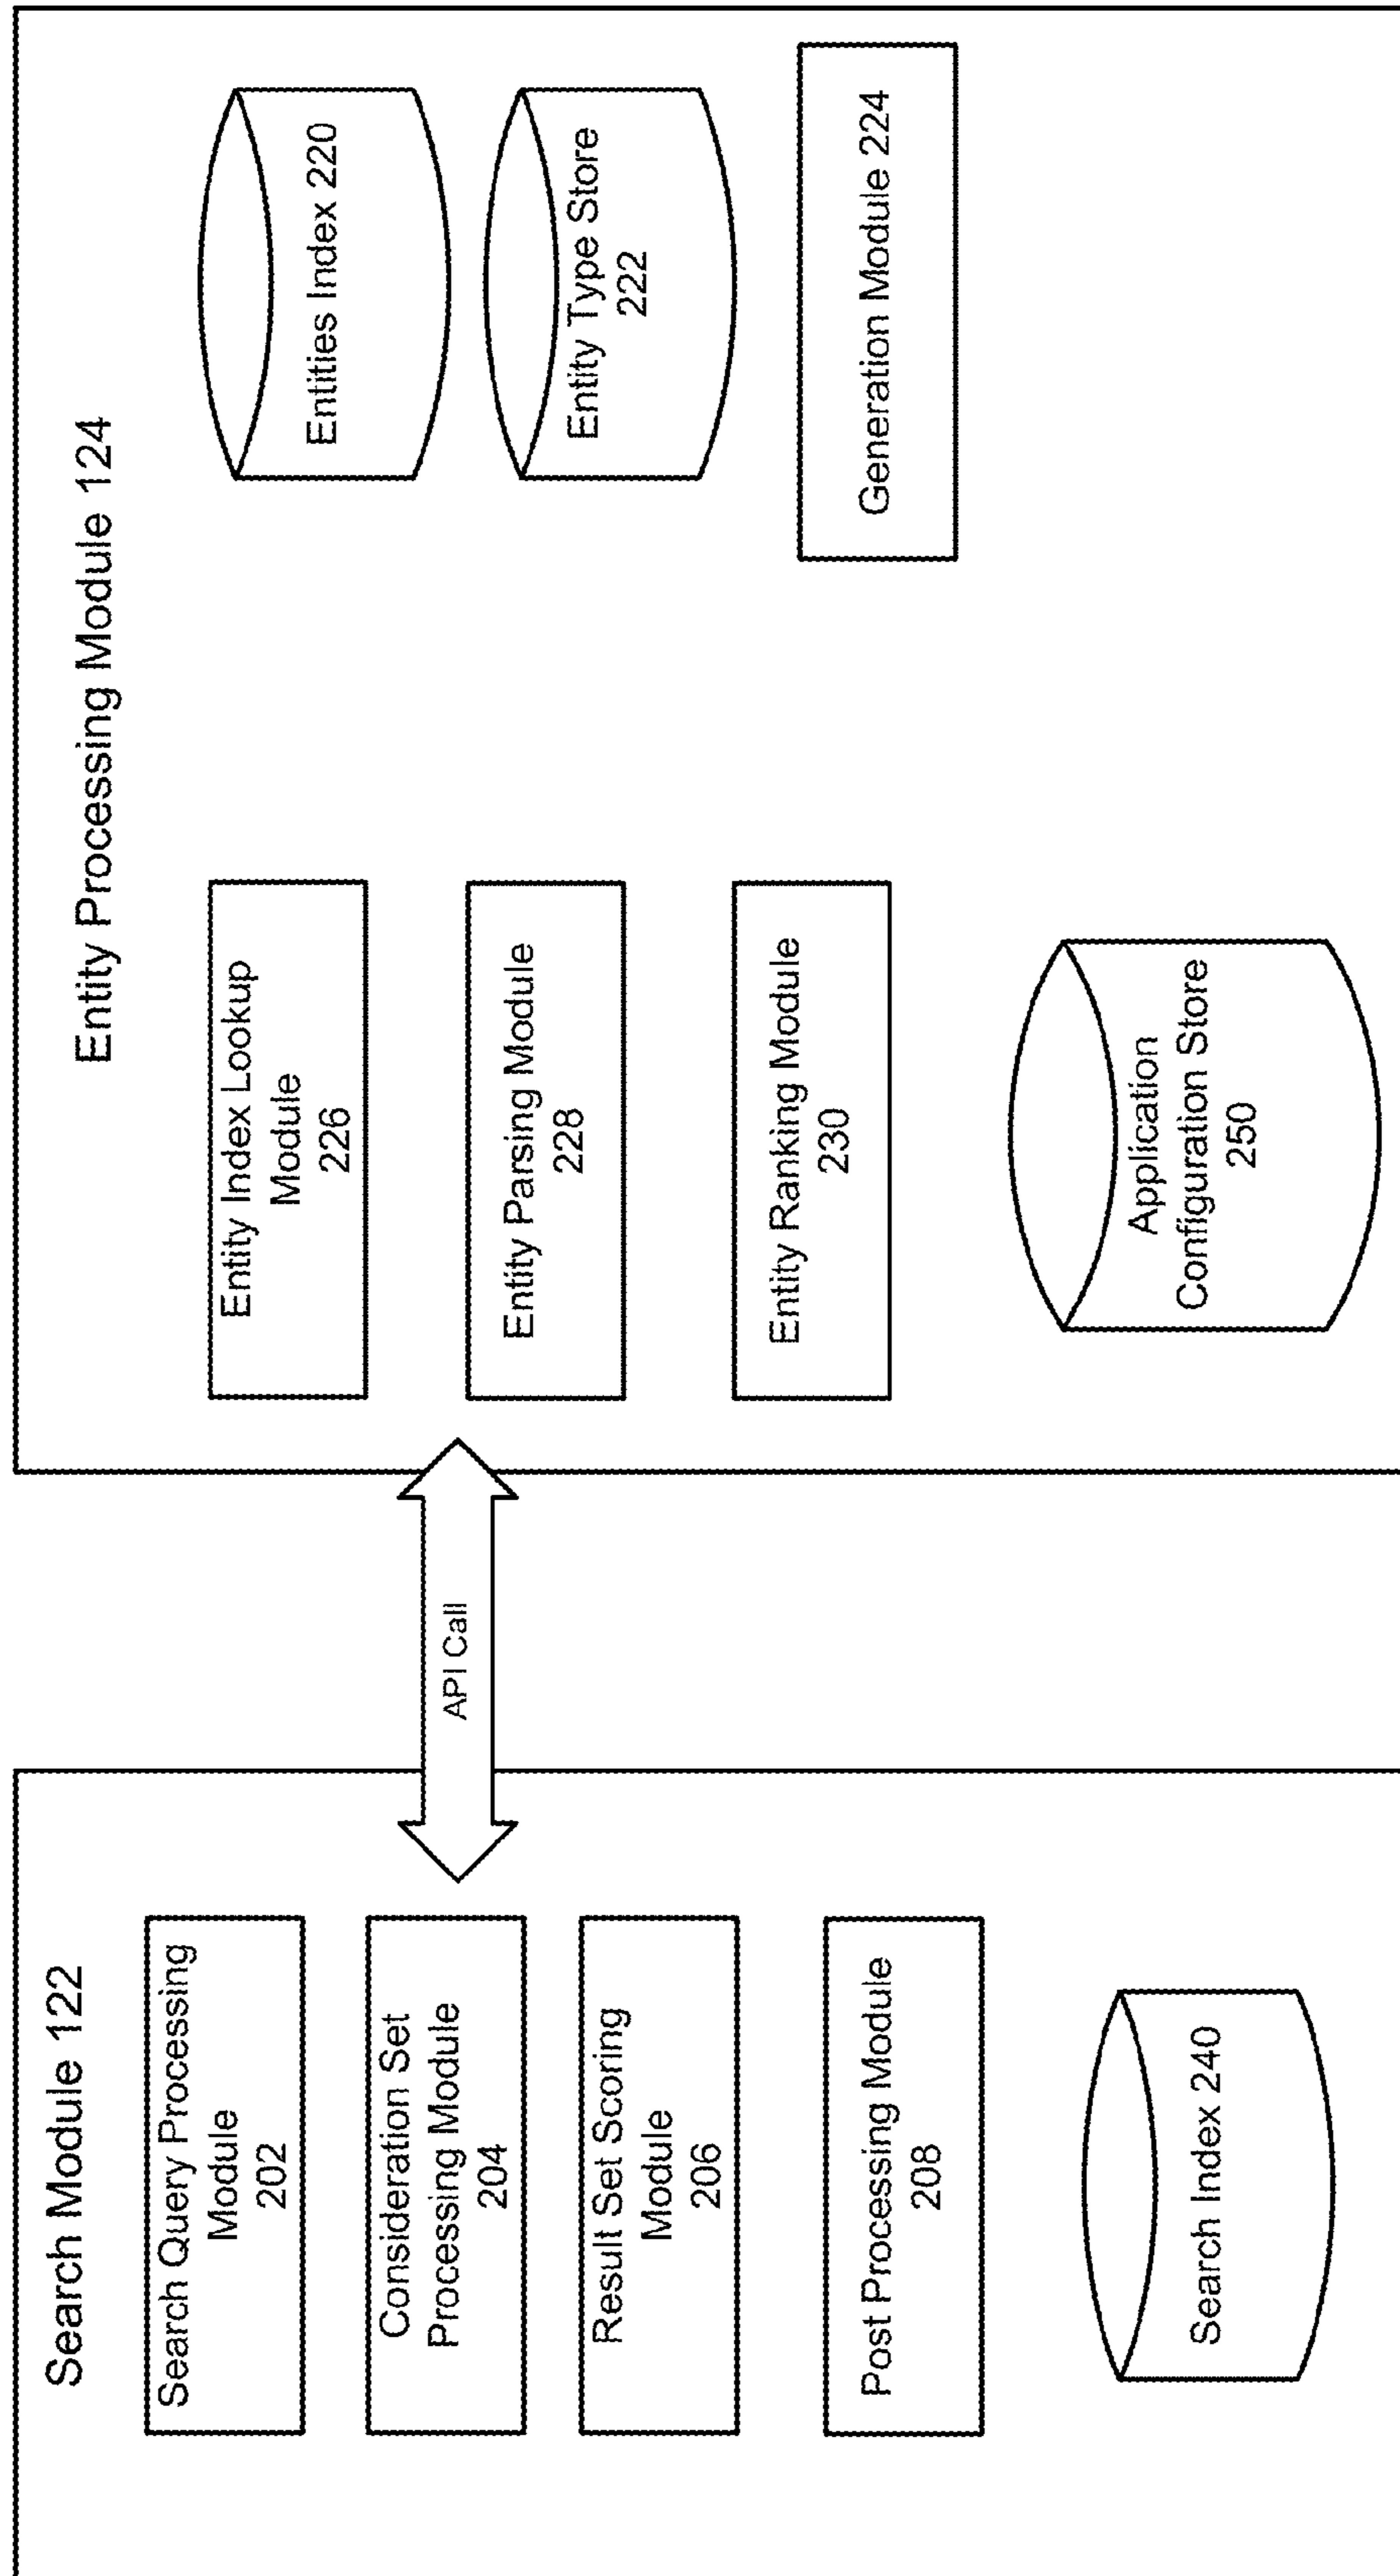 Search Module 122
Search Query Processing
Module
202
Consideration Set
Processing Module
204
Result Set Scoring
Module
206
Post Processing Module
208
Search Index 240
API Call
Entity Processing Module 124
Entity Index Lookup
Module
226
Entity Parsing Module
228
Entity Ranking Module
230
Application
Configuration Store
250
Entities Index 220
Entity Type Store
222
Generation Module 224